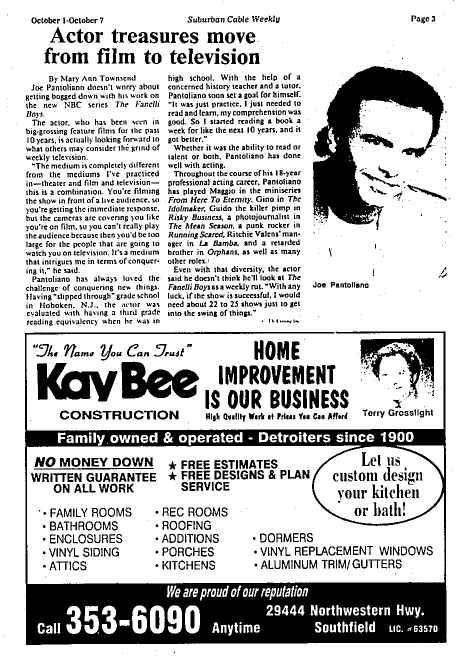 October 1-October 7
Suburban Cable Weekly
Page 3
Actor treasures move
from film to television
By Mary Ann Townsend
Joe Pantoliano doesn't worry about
getting bogged down with his work on
the new NBC series The Fanelli
Boys.
The actor, who has been seen in
big-grossing feature films for the past
10 years, is actually looking forward to
what others may consider the grind of
weekly television.
"The medium is completely different
from the mediums I've practiced
in—theater and film and television—
this is a combination. You're filming
the show in front of a live audience, so
you're getting the immediate response,
but the cameras are covering you like
you're on film, so you can't really play
the audience because then you'd be too
large for the people that are going to
watch you on television. It's a medium
that intrigues me in terms of conquer-
ing it," he said.
Pantoliano has always loved the
challenge of conquering new things.
Having "slipped through" grade school
in Hoboken, N.J., the actor was
evaluated with having a third grade
reading equivalency when he was in
high school. With the help of a
concerned history teacher and a tutor,
Pantoliano soon set a goal for himself.
"It was just practice. I just needed to
read and learn, my comprehension was
good. So I started reading a book a
week for like the next 10 years, and it
got better."
Whether it was the ability to read or
talent or both, Pantoliano has done
well with acting.
Throughout the course of his 18-year
professional acting career, Pantoliano
has played Maggio in the miniseries
From Here To Eternity, Gino in The
Idolmaker, Guido the killer pimp in
Risky Business, a photojournalist in
The Mean Season, a punk rocker in
Running Scared, Ritchie Valens' man-
ager in La Bamba, and a retarded
brother in Orphans, as well as many
other roles.
Even with that diversity, the actor
said he doesn't think he'll look at The
Fanelli Boys as a weekly rut. "With any
luck, if the show is successful, I would
need about 22 to 25 shows just to get
into the swing of things."
Joe Pantoliano
"The Name You Can Trust"
KayBee
CONSTRUCTION
HOME
IMPROVEMENT
IS OUR BUSINESS
High Quality Work at Prices You Can Afford
Terry Grosslight
Family owned & operated - Detroiters since 1900
NO MONEY DOWN
WRITTEN GUARANTEE
ON ALL WORK
★ FREE ESTIMATES
★ FREE DESIGNS & PLAN
SERVICE
Let us
custom design
your kitchen
or bath!
• FAMILY ROOMS
• BATHROOMS
• ENCLOSURES
• VINYL SIDING
• ATTICS
• REC ROOMS
• ROOFING
• ADDITIONS
• PORCHES
• KITCHENS
• DORMERS
• VINYL REPLACEMENT WINDOWS
• ALUMINUM TRIM/GUTTERS
We are proud of our reputation
Call 353-6090 Anytime
29444 Northwestern Hwy.
Southfield LIC. #63570